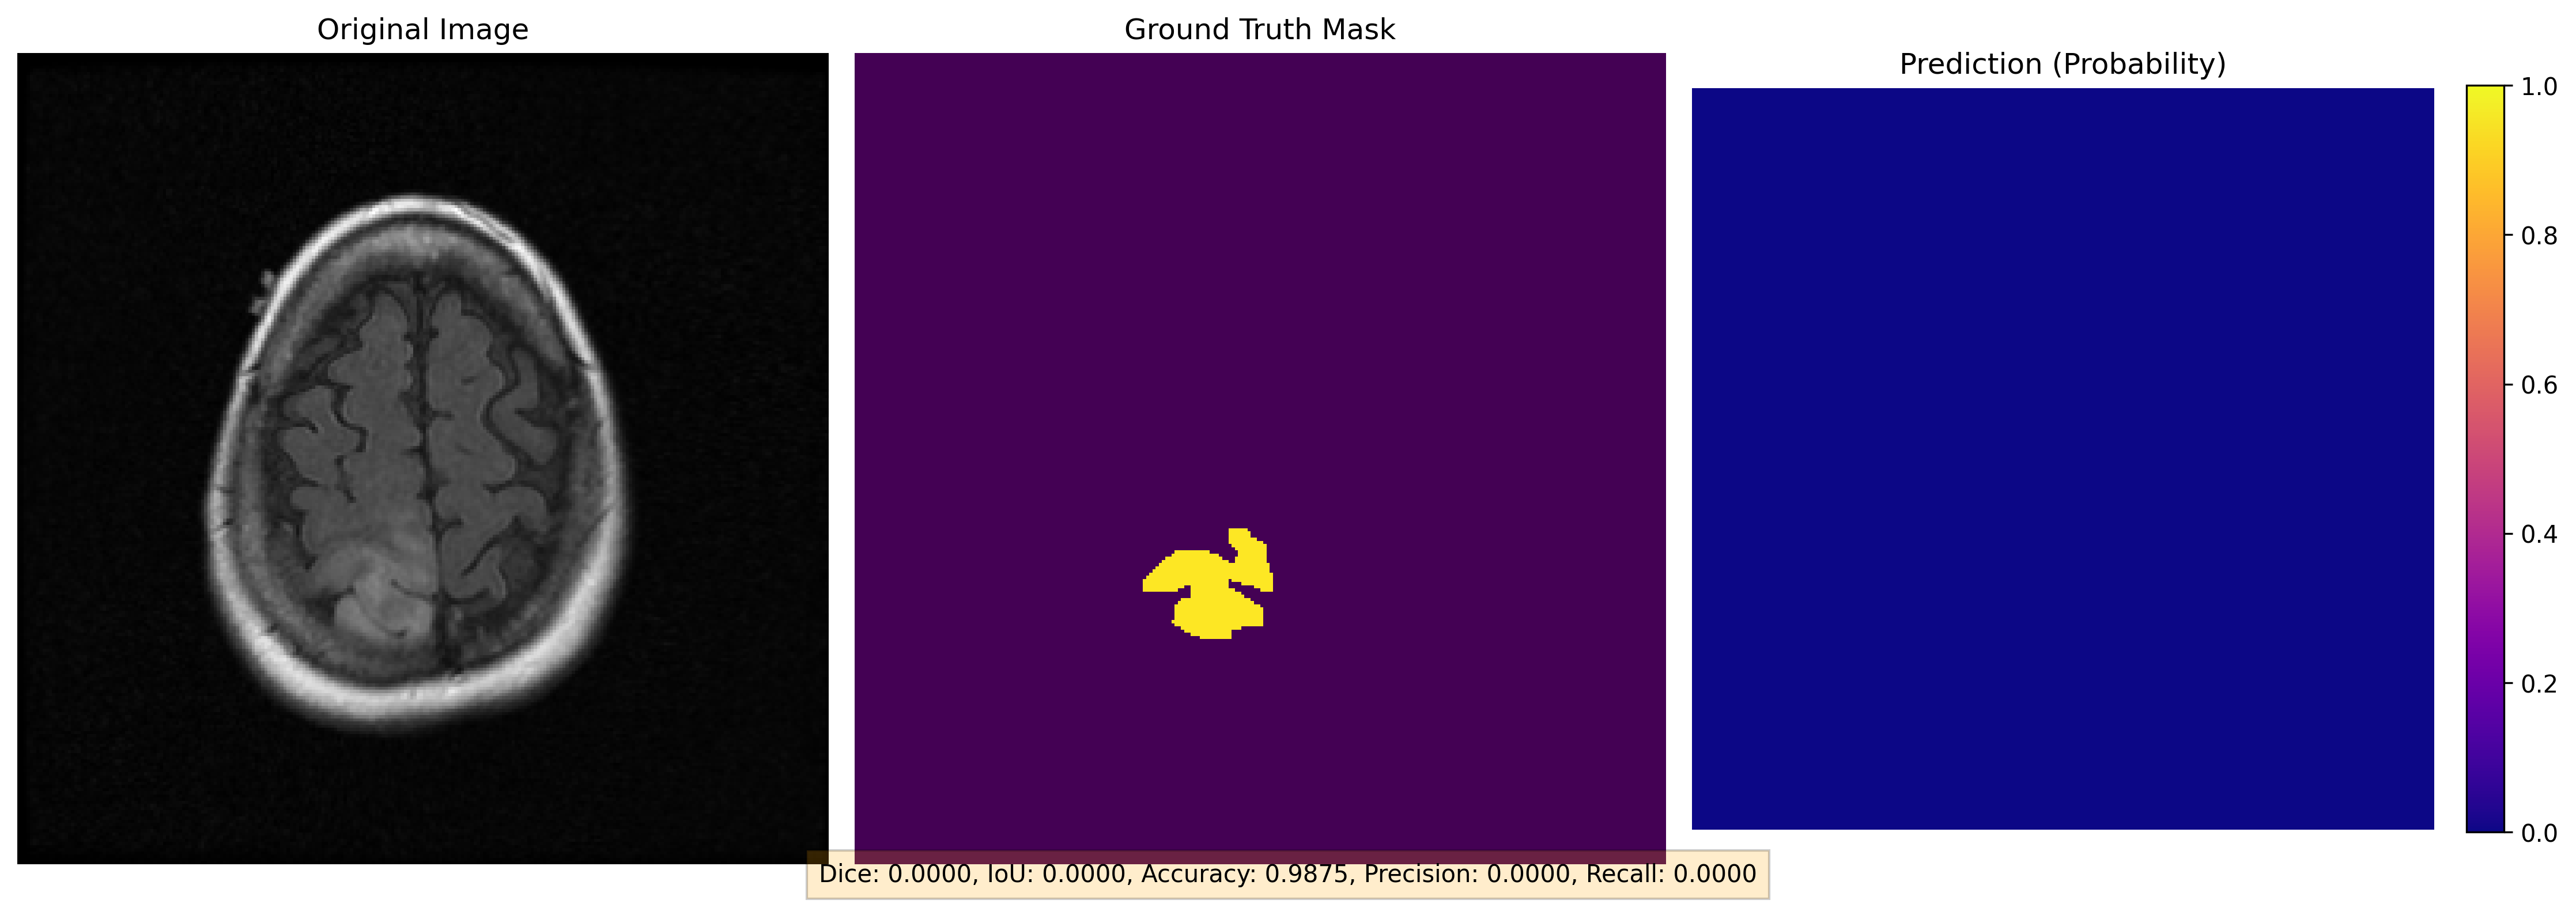 Original Image
Ground Truth Mask
Prediction (Probability)
1.0
0.8
0.6
0.4
0.2
0.0
Dice: 0.0000, IoU: 0.0000, Accuracy: 0.9875, Precision: 0.0000, Recall: 0.0000